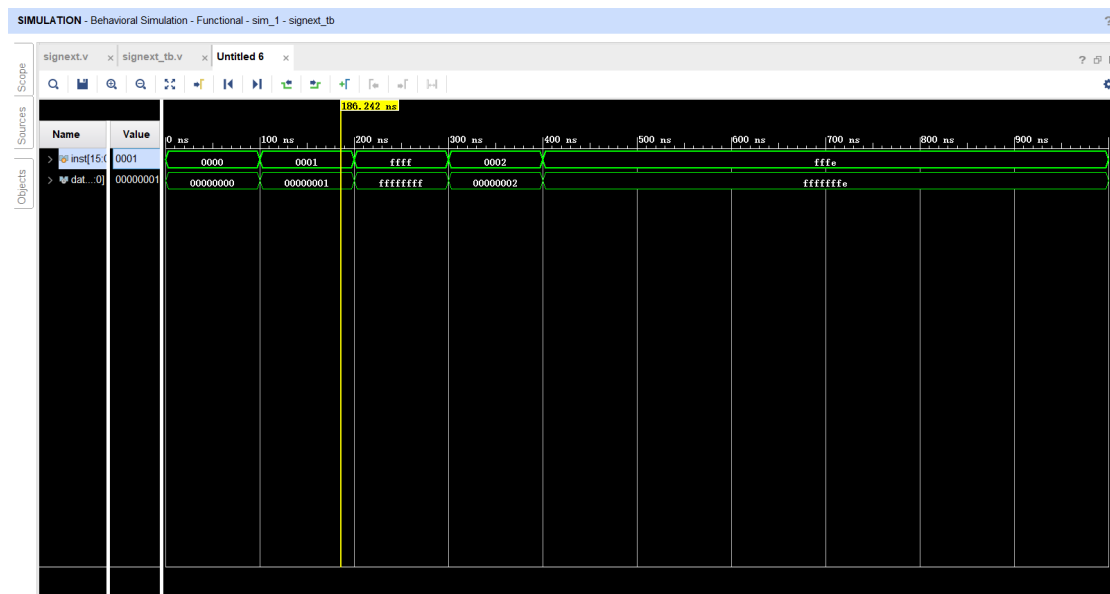 SIMULATION - Behavioral Simulation - Functional - sim_1 - signext_tb ?
signext.v × signext_tb.v × Untitled 6 × ?
Scope
Sources
Objects
186.242 ns
Name Value
0 ns 100 ns 200 ns 300 ns 400 ns 500 ns 600 ns 700 ns 800 ns 900 ns
inst[15:0 0001 0000 0001 ffff 0002 fffe
dat...:0] 00000001 00000000 00000001 ffffffff 00000002 fffffffe